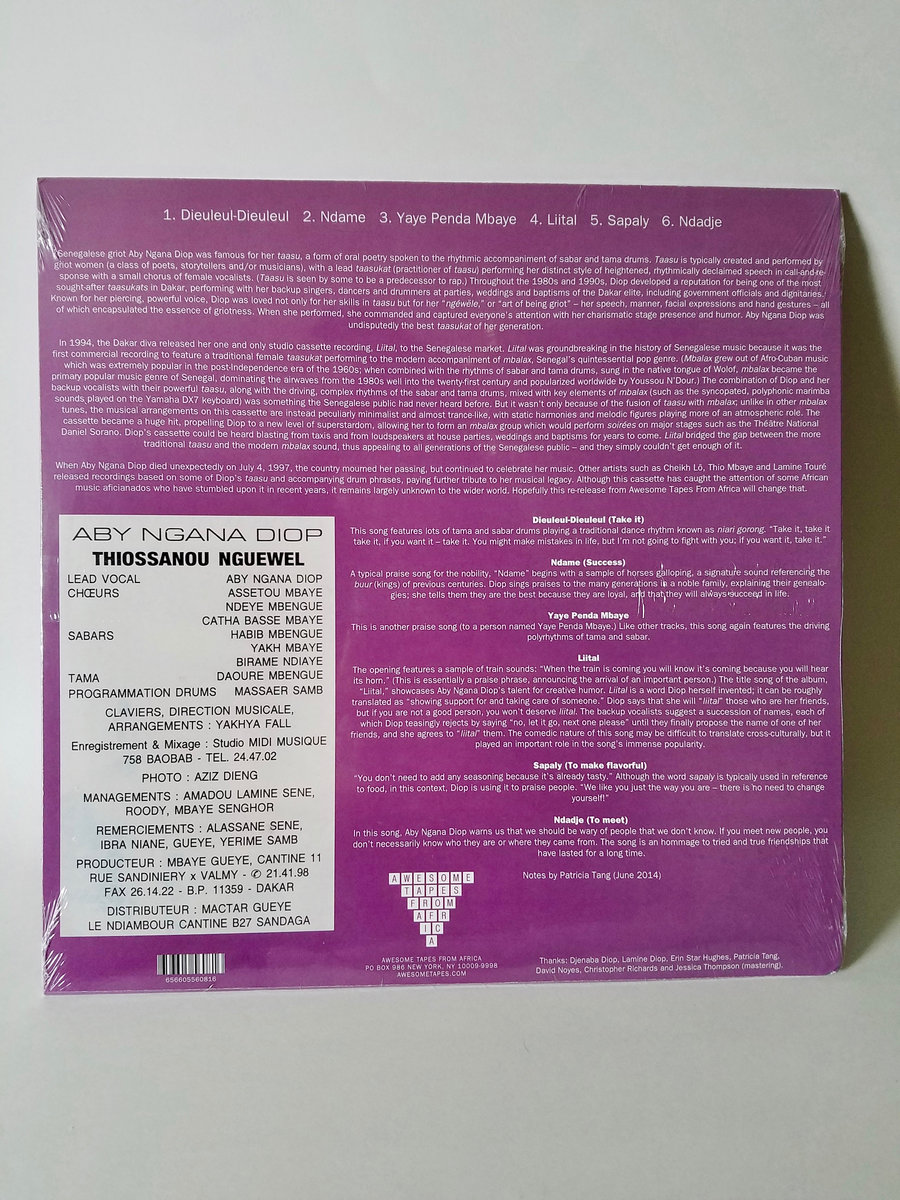 1. Dieuleul-Dieuleul 2. Ndame 3. Yaye Penda Mbaye 4. Liital 5. Sapaly 6. Ndadje
Senegalese griot Aby Ngana Diop was famous for her taasu, a form of oral poetry spoken to the rhythmic accompaniment of sabar and tama drums. Taasu is typically created and performed by
griot women (a class of poets, storytellers and/or musicians), with a lead taasukat (practitioner of taasu) performing her distinct style of heightened, rhythmically declaimed speech in call-and-re-
sponse with a small chorus of female vocalists. (Taasu is seen by some to be a predecessor to rap.) Throughout the 1980s and 1990s, Diop developed a reputation for being one of the most
sought-after taasukats in Dakar, performing with her backup singers, dancers and drummers at parties, weddings and baptisms of the Dakar elite, including government officials and dignitaries.
Known for her piercing, powerful voice, Diop was loved not only for her skills in taasu but for her "ngéwële," or "art of being griot" – her speech, manner, facial expressions and hand gestures – all
of which encapsulated the essence of griotness. When she performed, she commanded and captured everyone's attention with her charismatic stage presence and humor. Aby Ngana Diop was
undisputedly the best taasukat of her generation.
In 1994, the Dakar diva released her one and only studio cassette recording, Liital, to the Senegalese market. Liital was groundbreaking in the history of Senegalese music because it was the
first commercial recording to feature a traditional female taasukat performing to the modern accompaniment of mbalax, Senegal's quintessential pop genre. (Mbalax grew out of Afro-Cuban music
which was extremely popular in the post-Independence era of the 1960s; when combined with the rhythms of sabar and tama drums, sung in the native tongue of Wolof, mbalax became the
primary popular music genre of Senegal, dominating the airwaves from the 1980s well into the twenty-first century and popularized worldwide by Youssou N'Dour.) The combination of Diop and her
backup vocalists with their powerful taasu, along with the driving, complex rhythms of the sabar and tama drums, mixed with key elements of mbalax (such as the syncopated, polyphonic marimba
sounds played on the Yamaha DX7 keyboard) was something the Senegalese public had never heard before. But it wasn't only because of the fusion of taasu with mbalax; unlike in other mbalax
tunes, the musical arrangements on this cassette are instead peculiarly minimalist and almost trance-like, with static harmonies and melodic figures playing more of an atmospheric role. The
cassette became a huge hit, propelling Diop to a new level of superstardom, allowing her to form an mbalax group which would perform soirées on major stages such as the Théâtre National
Daniel Sorano. Diop's cassette could be heard blasting from taxis and from loudspeakers at house parties, weddings and baptisms for years to come. Liital bridged the gap between the more
traditional taasu and the modern mbalax sound, thus appealing to all generations of the Senegalese public – and they simply couldn't get enough of it.
When Aby Ngana Diop died unexpectedly on July 4, 1997, the country mourned her passing, but continued to celebrate her music. Other artists such as Cheikh Lô, Thio Mbaye and Lamine Touré
released recordings based on some of Diop's taasu and accompanying drum phrases, paying further tribute to her musical legacy. Although this cassette has caught the attention of some African
music aficianados who have stumbled upon it in recent years, it remains largely unknown to the wider world. Hopefully this re-release from Awesome Tapes From Africa will change that.
ABY NGANA DIOP
THIOSSANOU NGUEWEL
LEAD VOCAL ABY NGANA DIOP
CHŒURS ASSETOU MBAYE
NDEYE MBENGUE
CATHA BASSE MBAYE
SABARS HABIB MBENGUE
YAKH MBAYE
BIRAME NDIAYE
TAMA DAOURE MBENGUE
PROGRAMMATION DRUMS MASSAER SAMB
CLAVIERS, DIRECTION MUSICALE,
ARRANGEMENTS : YAKHYA FALL
Enregistrement & Mixage : Studio MIDI MUSIQUE
758 BAOBAB - TEL. 24.47.02
PHOTO : AZIZ DIENG
MANAGEMENTS : AMADOU LAMINE SENE,
ROODY, MBAYE SENGHOR
REMERCIEMENTS : ALASSANE SENE,
IBRA NIANE, GUEYE, YERIME SAMB
PRODUCTEUR : MBAYE GUEYE, CANTINE 11
RUE SANDINIERY x VALMY - ✆ 21.41.98
FAX 26.14.22 - B.P. 11359 - DAKAR
DISTRIBUTEUR : MACTAR GUEYE
LE NDIAMBOUR CANTINE B27 SANDAGA
Dieuleul-Dieuleul (Take it)
This song features lots of tama and sabar drums playing a traditional dance rhythm known as niari gorong. "Take it, take it
take it, if you want it – take it. You might make mistakes in life, but I'm not going to fight with you; if you want it, take it."
Ndame (Success)
A typical praise song for the nobility, "Ndame" begins with a sample of horses galloping, a signature sound referencing the
buur (kings) of previous centuries. Diop sings praises to the many generations in a noble family, explaining their genealo-
gies; she tells them they are the best because they are loyal, and that they will always succeed in life.
Yaye Penda Mbaye
This is another praise song (to a person named Yaye Penda Mbaye.) Like other tracks, this song again features the driving
polyrhythms of tama and sabar.
Liital
The opening features a sample of train sounds: "When the train is coming you will know it's coming because you will hear
its horn." (This is essentially a praise phrase, announcing the arrival of an important person.) The title song of the album,
"Liital," showcases Aby Ngana Diop's talent for creative humor. Liital is a word Diop herself invented; it can be roughly
translated as "showing support for and taking care of someone." Diop says that she will "liital" those who are her friends,
but if you are not a good person, you won't deserve liital. The backup vocalists suggest a succession of names, each of
which Diop teasingly rejects by saying "no, let it go, next one please" until they finally propose the name of one of her
friends, and she agrees to "liital" them. The comedic nature of this song may be difficult to translate cross-culturally, but it
played an important role in the song's immense popularity.
Sapaly (To make flavorful)
"You don't need to add any seasoning because it's already tasty." Although the word sapaly is typically used in reference
to food, in this context, Diop is using it to praise people. "We like you just the way you are – there is no need to change
yourself!"
Ndadje (To meet)
In this song, Aby Ngana Diop warns us that we should be wary of people that we don't know. If you meet new people, you
don't necessarily know who they are or where they came from. The song is an hommage to tried and true friendships that
have lasted for a long time.
Notes by Patricia Tang (June 2014)
AWESOME
TAPES
FROM
AFR
IC
A
656605560816
AWESOME TAPES FROM AFRICA
PO BOX 986 NEW YORK, NY 10009-9998
AWESOMETAPES.COM
Thanks: Djenaba Diop, Lamine Diop, Erin Star Hughes, Patricia Tang,
David Noyes, Christopher Richards and Jessica Thompson (mastering).